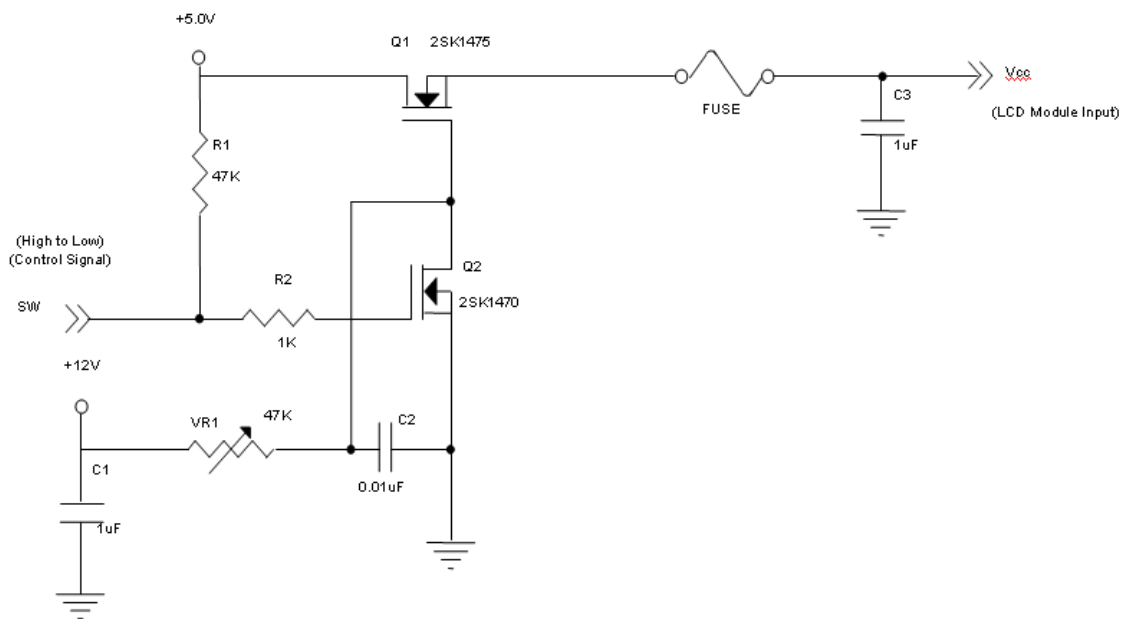 +5.0V
Q1 2SK1475
Vcc
C3
FUSE
(LCD Module Input)
R1
1uF
47K
(High to Low)
(Control Signal)
R2
Q2
SW
2SK1470
1K
+12V
VR1
47K
C2
C1
0.01uF
1uF